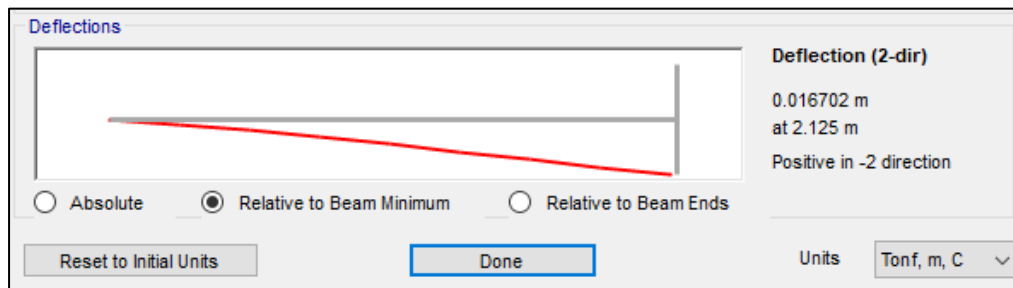 Deflections
Deflection (2-dir)
0.016702 m
at 2.125 m
Positive in -2 direction
Absolute
Relative to Beam Minimum
Relative to Beam Ends
Reset to Initial Units
Done
Units
Tonf, m, C